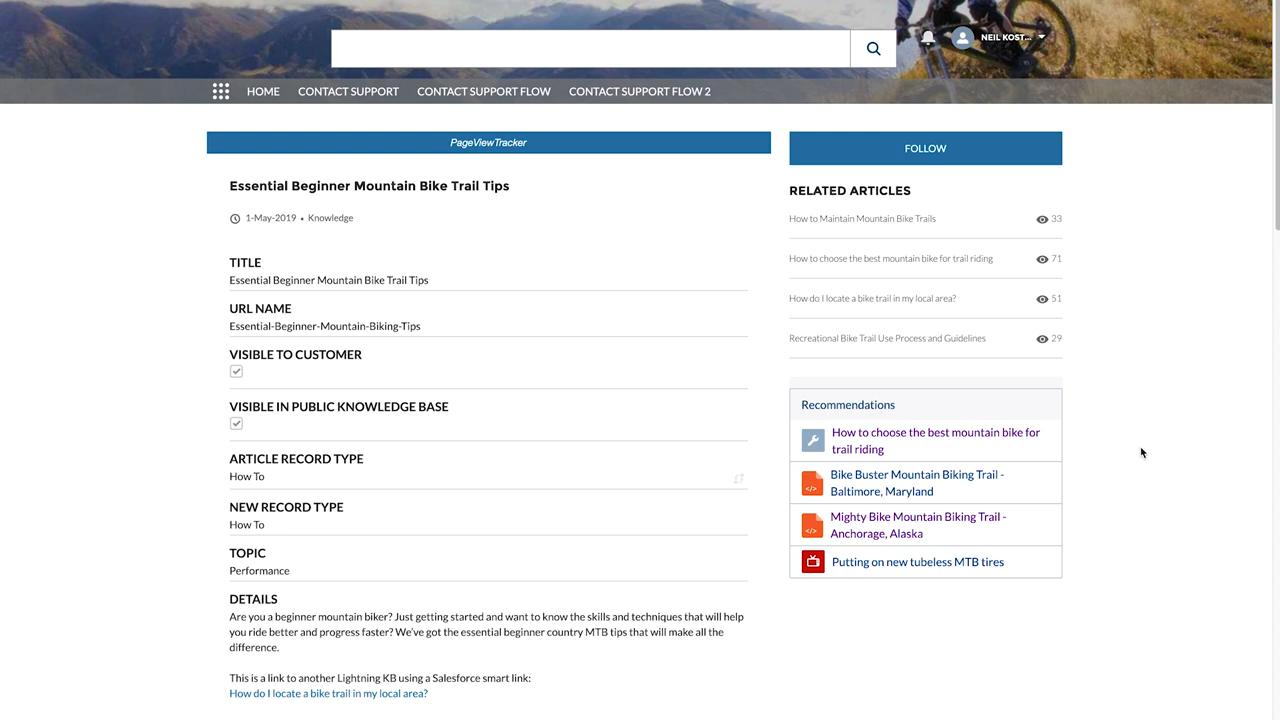 NEIL KOST...
HOME CONTACT SUPPORT CONTACT SUPPORT FLOW CONTACT SUPPORT FLOW 2
PageViewTracker
Essential Beginner Mountain Bike Trail Tips
1-May-2019 • Knowledge
TITLE
Essential Beginner Mountain Bike Trail Tips
URL NAME
Essential-Beginner-Mountain-Biking-Tips
VISIBLE TO CUSTOMER
VISIBLE IN PUBLIC KNOWLEDGE BASE
ARTICLE RECORD TYPE
How To
NEW RECORD TYPE
How To
TOPIC
Performance
DETAILS
Are you a beginner mountain biker? Just getting started and want to know the skills and techniques that will help
you ride better and progress faster? We've got the essential beginner country MTB tips that will make all the
difference.
This is a link to another Lightning KB using a Salesforce smart link:
How do I locate a bike trail in my local area?
FOLLOW
RELATED ARTICLES
How to Maintain Mountain Bike Trails 33
How to choose the best mountain bike for trail riding 71
How do I locate a bike trail in my local area? 51
Recreational Bike Trail Use Process and Guidelines 29
Recommendations
How to choose the best mountain bike for
trail riding
Bike Buster Mountain Biking Trail -
Baltimore, Maryland
Mighty Bike Mountain Biking Trail -
Anchorage, Alaska
Putting on new tubeless MTB tires